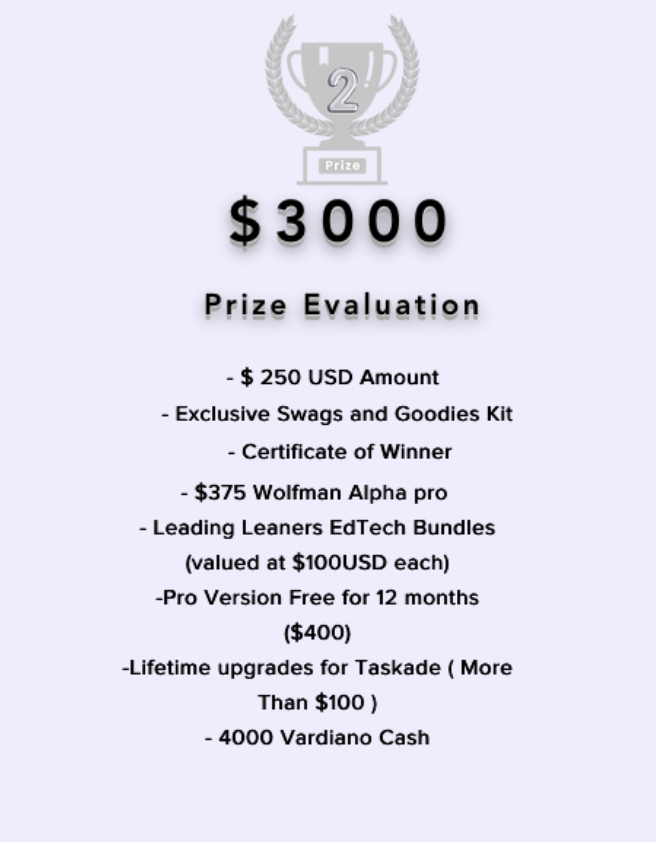 2
Prize
$3000
Prize Evaluation
- $ 250 USD Amount
- Exclusive Swags and Goodies Kit
- Certificate of Winner
- $375 Wolfman Alpha pro
- Leading Leaners EdTech Bundles
(valued at $100USD each)
-Pro Version Free for 12 months
($400)
-Lifetime upgrades for Taskade ( More
Than $100 )
- 4000 Vardiano Cash